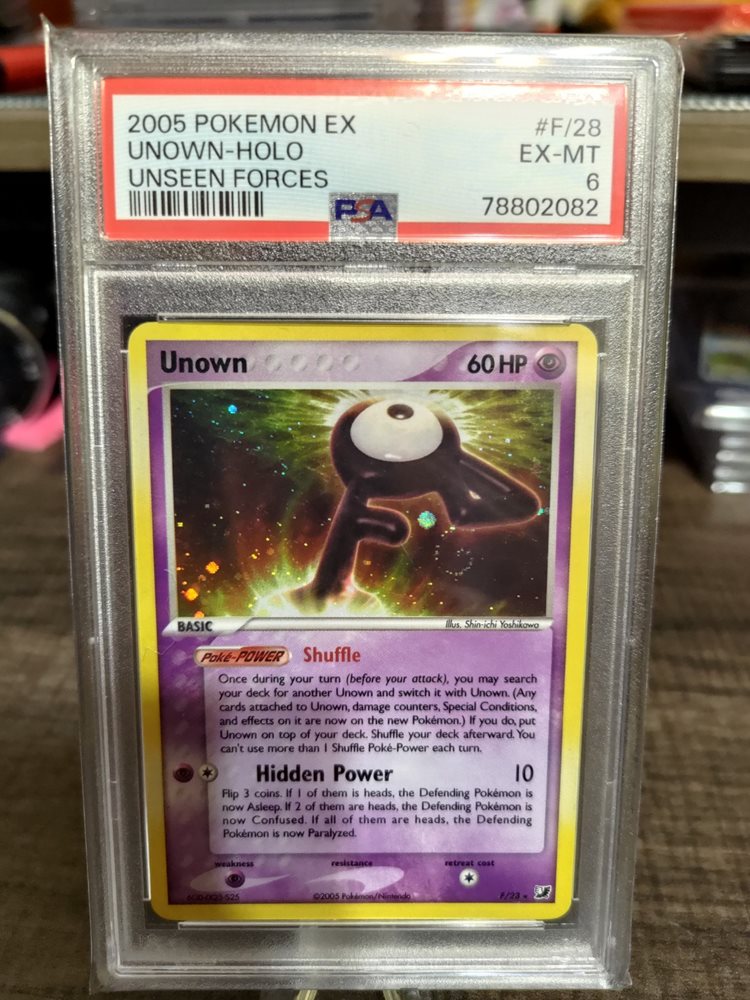 2005 POKEMON EX #F/28
UNOWN-HOLO EX-MT
UNSEEN FORCES 6
PSA 78802082
Unown 60 HP
BASIC Illus. Shin-ichi Yoshikawa
Poké-POWER Shuffle
Once during your turn (before your attack), you may search
your deck for another Unown and switch it with Unown. (Any
cards attached to Unown, damage counters, Special Conditions,
and effects on it are now on the new Pokémon.) If you do, put
Unown on top of your deck. Shuffle your deck afterward. You
can't use more than 1 Shuffle Poké-Power each turn.
Hidden Power 10
Flip 3 coins. If 1 of them is heads, the Defending Pokémon is
now Asleep. If 2 of them are heads, the Defending Pokémon is
now Confused. If all of them are heads, the Defending
Pokémon is now Paralyzed.
weakness resistance retreat cost
©2005 Pokémon/Nintendo F/28